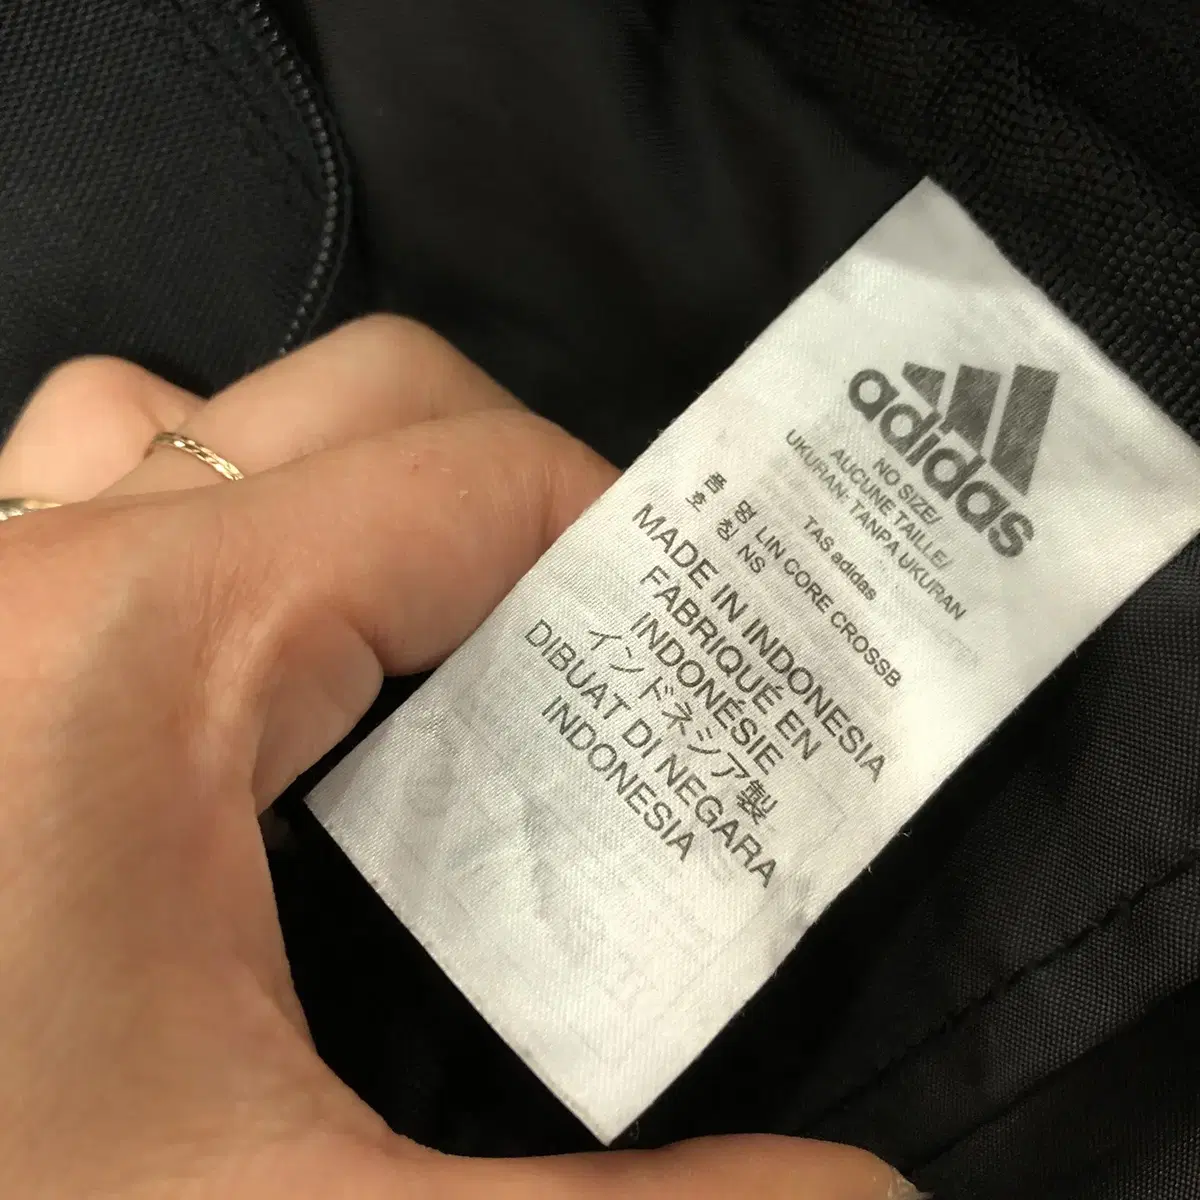 adidas
NO SIZE/
AUCUNE TAILLE/
UKURAN: TANPA UKURAN
TAS adidas
품 명 LIN CORE CROSSB
호 칭 NS
MADE IN INDONESIA
FABRIQUÉ EN
INDONÉSIE
インドネシア製
DIBUAT DI NEGARA
INDONESIA